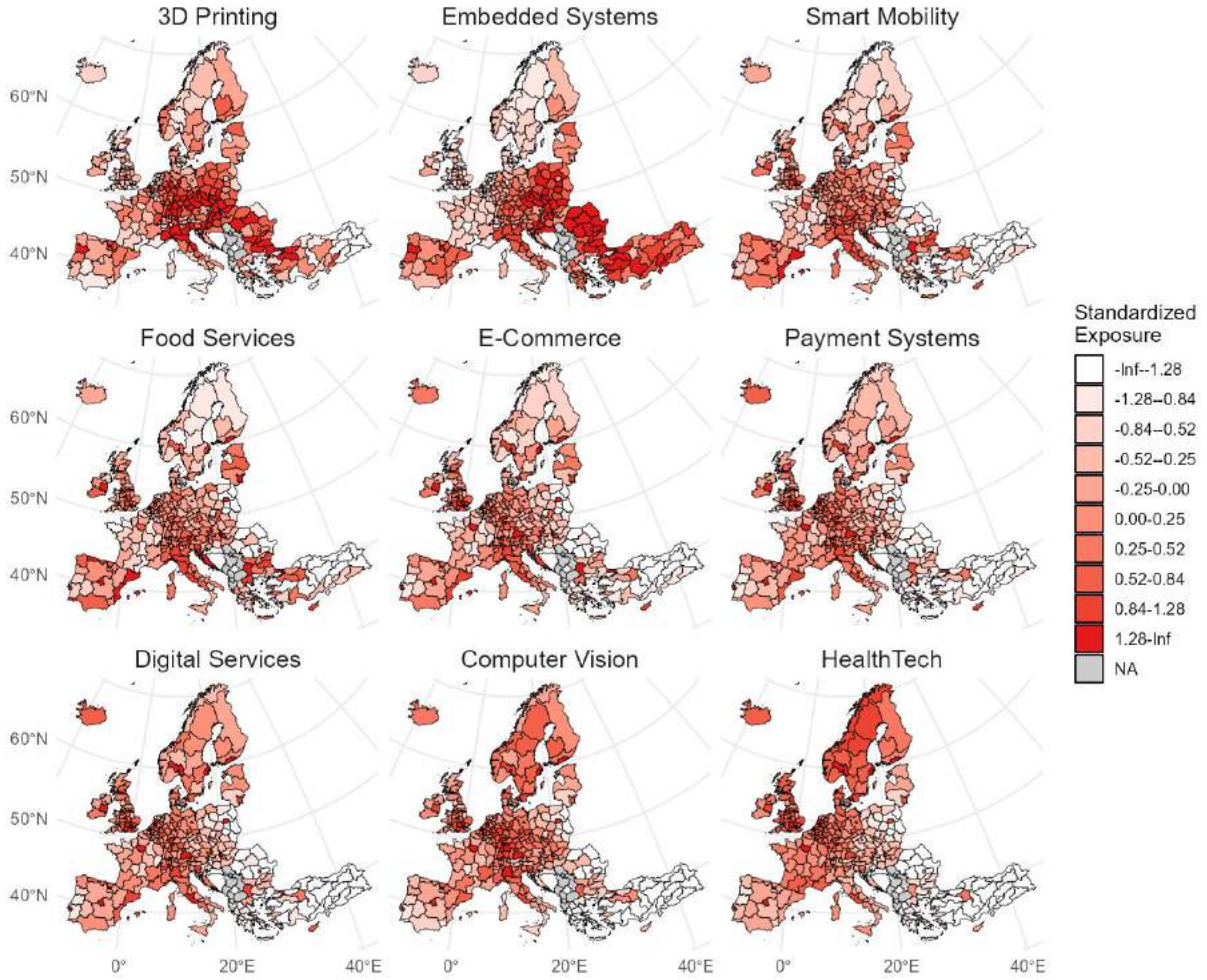 3D Printing Embedded Systems Smart Mobility
60°N
50°N
40°N
Food Services E-Commerce Payment Systems
60°N
50°N
40°N
Standardized
Exposure
-Inf--1.28
-1.28--0.84
-0.84--0.52
-0.52--0.25
-0.25-0.00
0.00-0.25
0.25-0.52
0.52-0.84
0.84-1.28
1.28-Inf
NA
Digital Services Computer Vision HealthTech
60°N
50°N
40°N
0° 20°E 40°E 0° 20°E 40°E 0° 20°E 40°E